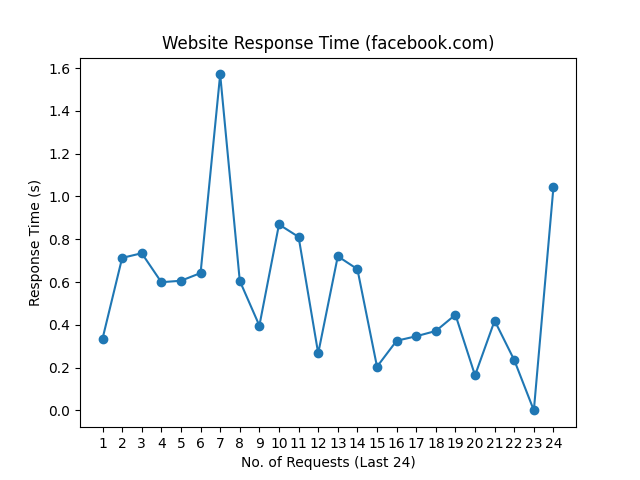 Website Response Time (facebook.com)
1.6
1.4
1.2
1.0
0.8
0.6
0.4
0.2
0.0
Response Time (s)
1 2 3 4 5 6 7 8 9 10 11 12 13 14 15 16 17 18 19 20 21 22 23 24
No. of Requests (Last 24)